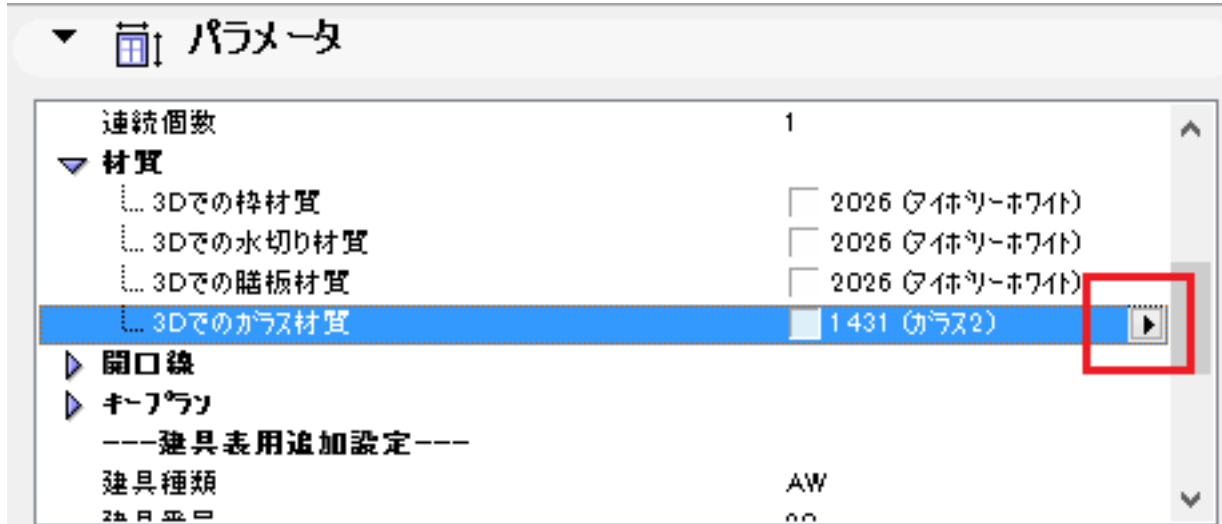 パラメータ
連続個数 1
材質
3Dでの枠材質 2026 (アイボリーホワイト)
3Dでの水切り材質 2026 (アイボリーホワイト)
3Dでの膳板材質 2026 (アイボリーホワイト)
3Dでのガラス材質 1431 (ガラス2)
開口線
キープラン
---建具表用追加設定---
建具種類 AW